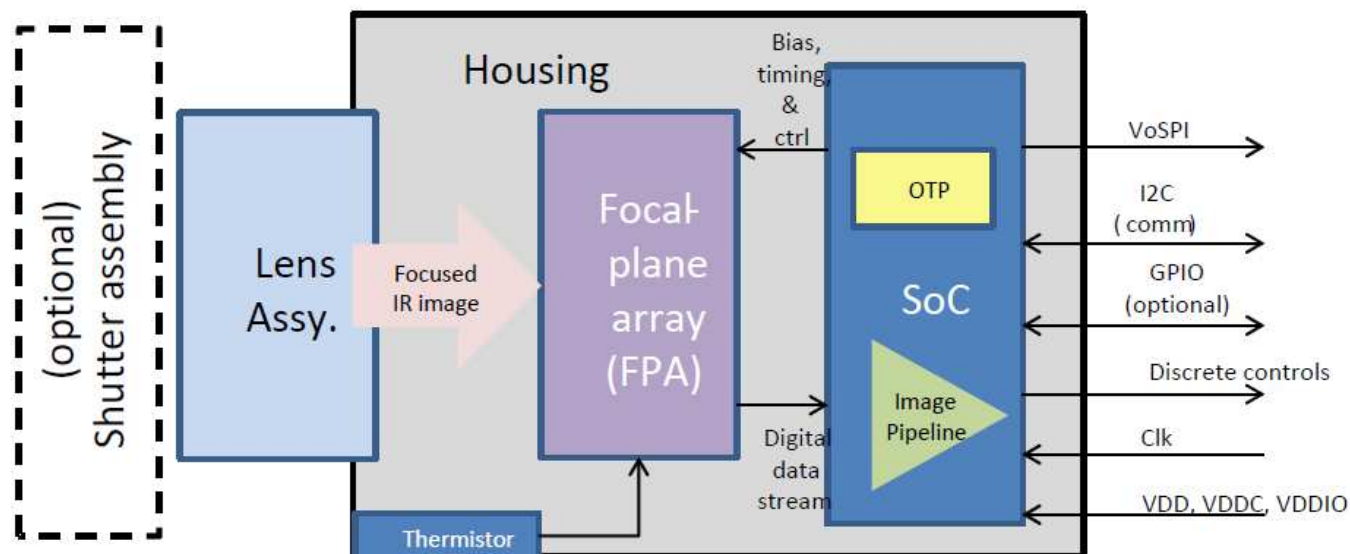 (optional)
Shutter assembly
Housing
Lens
Assy.
Focused
IR image
Focal-
plane
array
(FPA)
Thermistor
Bias,
timing,
&
ctrl
Digital
data
stream
OTP
SoC
Image
Pipeline
VoSPI
I2C
( comm)
GPIO
(optional)
Discrete controls
Clk
VDD, VDDC, VDDIO